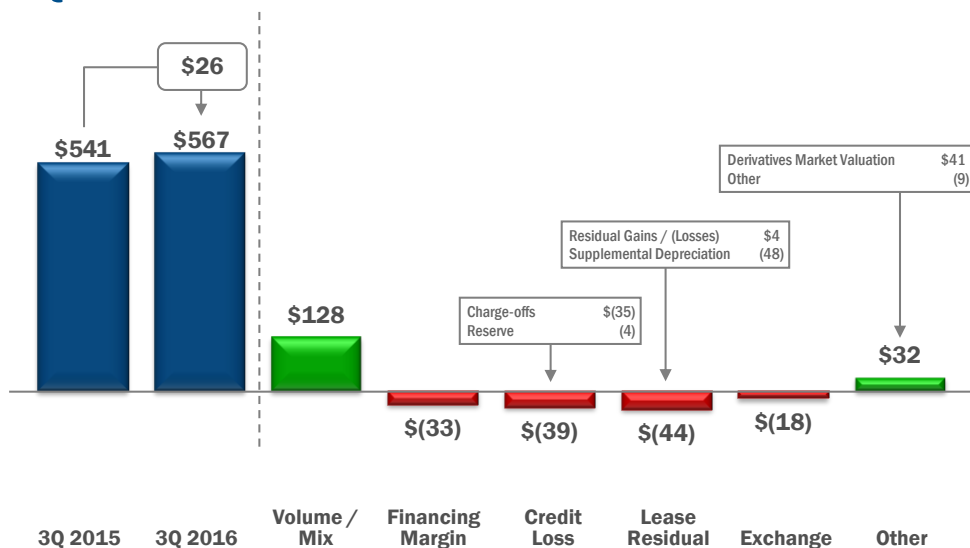 $26
$541
$567
Derivatives Market Valuation $41
Other (9)
Residual Gains / (Losses) $4
Supplemental Depreciation (48)
Charge-offs $(35)
Reserve (4)
$128
$32
$(33)
$(39)
$(44)
$(18)
3Q 2015
3Q 2016
Volume /
Mix
Financing
Margin
Credit
Loss
Lease
Residual
Exchange
Other